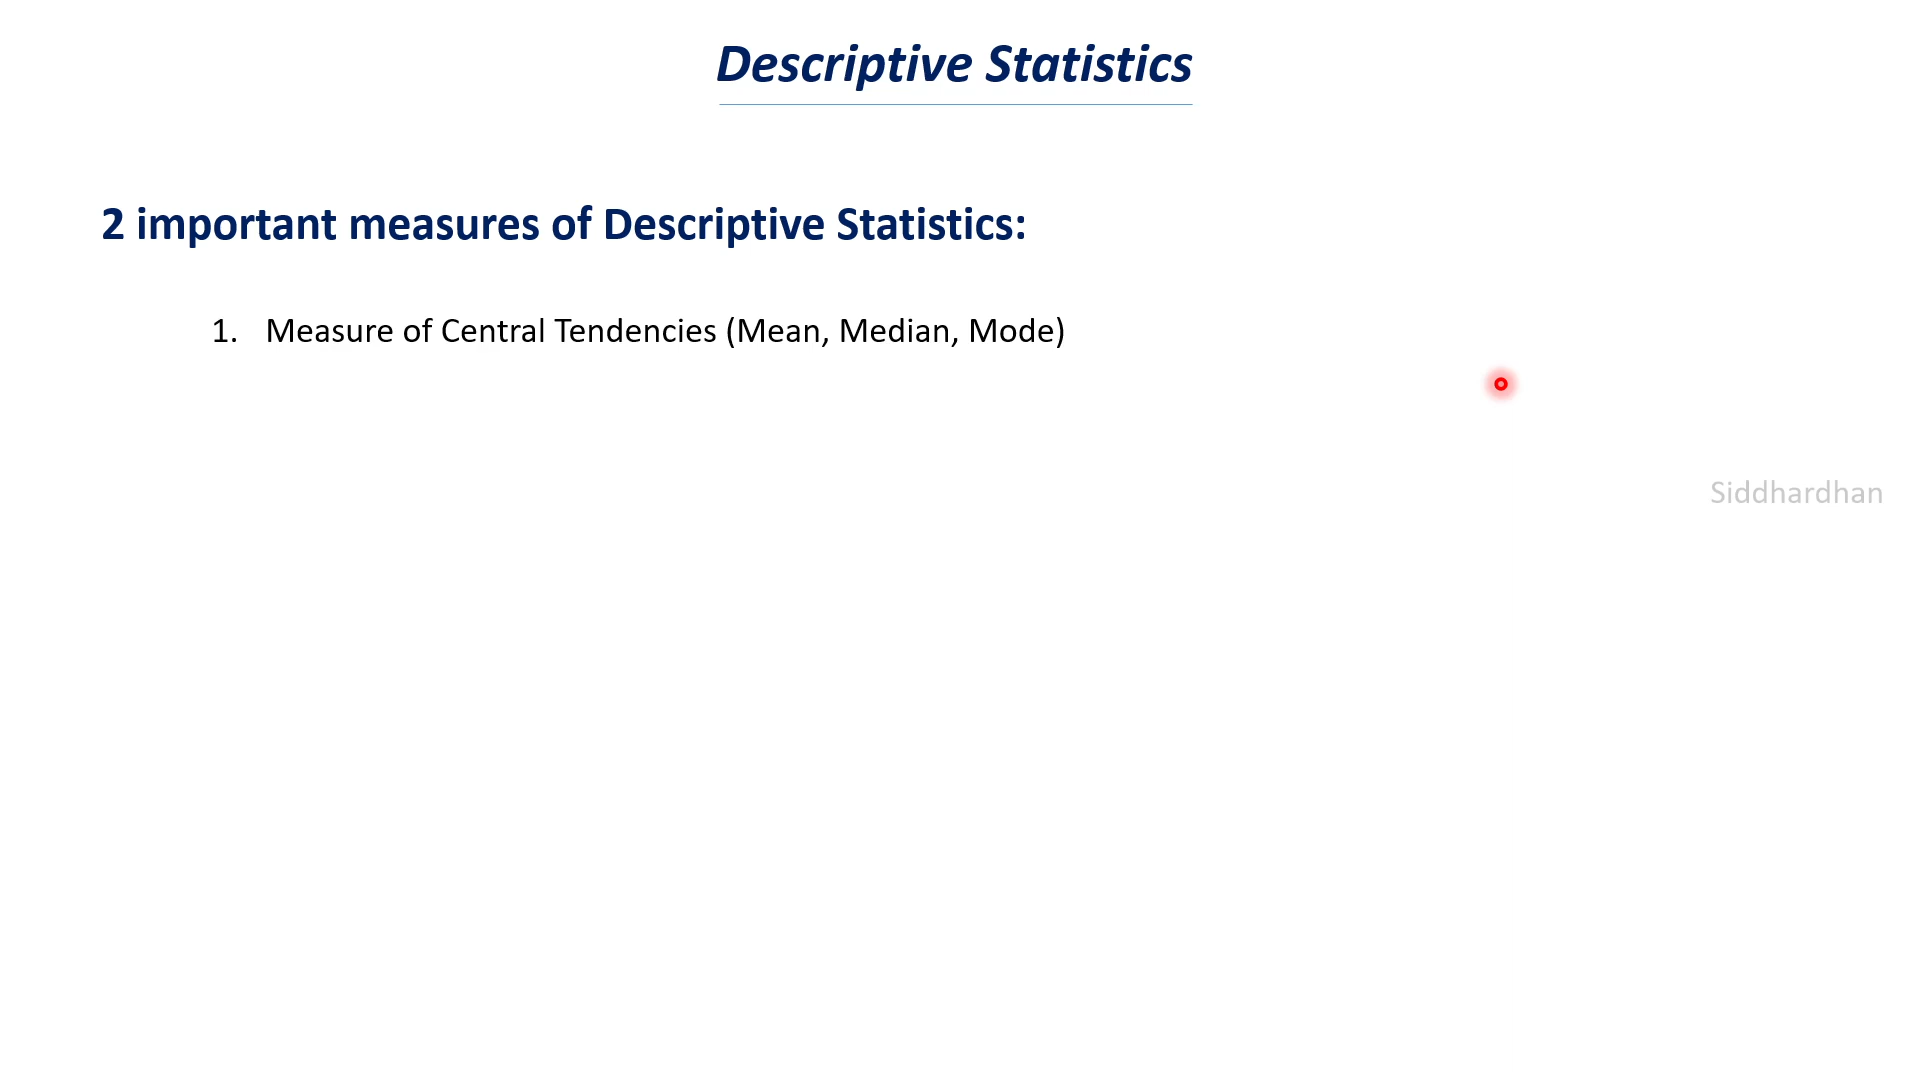 Descriptive Statistics
2 important measures of Descriptive Statistics:
1. Measure of Central Tendencies (Mean, Median, Mode)
Siddhardhan